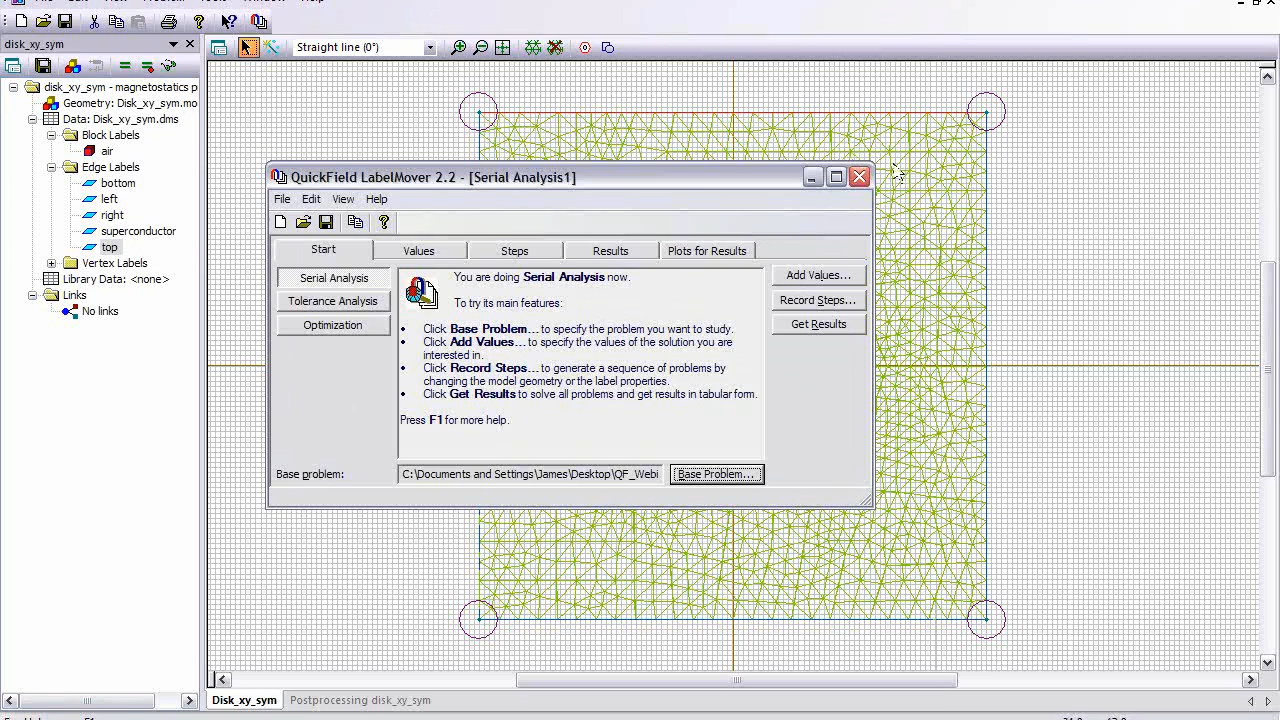 disk_xy_sym
Straight line (0°)
disk_xy_sym - magnetostatics p
Geometry: Disk_xy_sym.mo
Data: Disk_xy_sym.dms
Block Labels
air
Edge Labels
bottom
left
right
superconductor
top
Vertex Labels
Library Data: <none>
Links
No links
QuickField LabelMover 2.2 - [Serial Analysis1]
File Edit View Help
Start Values Steps Results Plots for Results
Serial Analysis
Tolerance Analysis
Optimization
You are doing Serial Analysis now.
To try its main features:
• Click Base Problem... to specify the problem you want to study.
• Click Add Values... to specify the values of the solution you are
interested in.
• Click Record Steps... to generate a sequence of problems by
changing the model geometry or the label properties.
• Click Get Results to solve all problems and get results in tabular form.
Press F1 for more help.
Add Values...
Record Steps...
Get Results
Base problem: C:\Documents and Settings\James\Desktop\QF_Webi Base Problem...
Disk_xy_sym Postprocessing disk_xy_sym